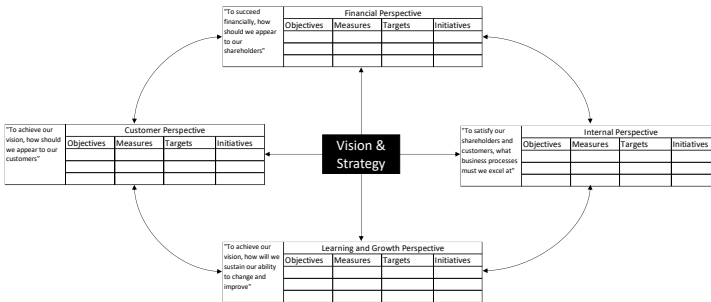 "To succeed
financially, how
should we appear
to our
shareholders"
Financial Perspective
Objectives Measures Targets Initiatives
"To achieve our
vision, how should
we appear to our
customers"
Customer Perspective
Objectives Measures Targets Initiatives
Vision &
Strategy
"To satisfy our
shareholders and
customers, what
business processes
must we excel at"
Internal Perspective
Objectives Measures Targets Initiatives
"To achieve our
vision, how will we
sustain our ability
to change and
improve"
Learning and Growth Perspective
Objectives Measures Targets Initiatives